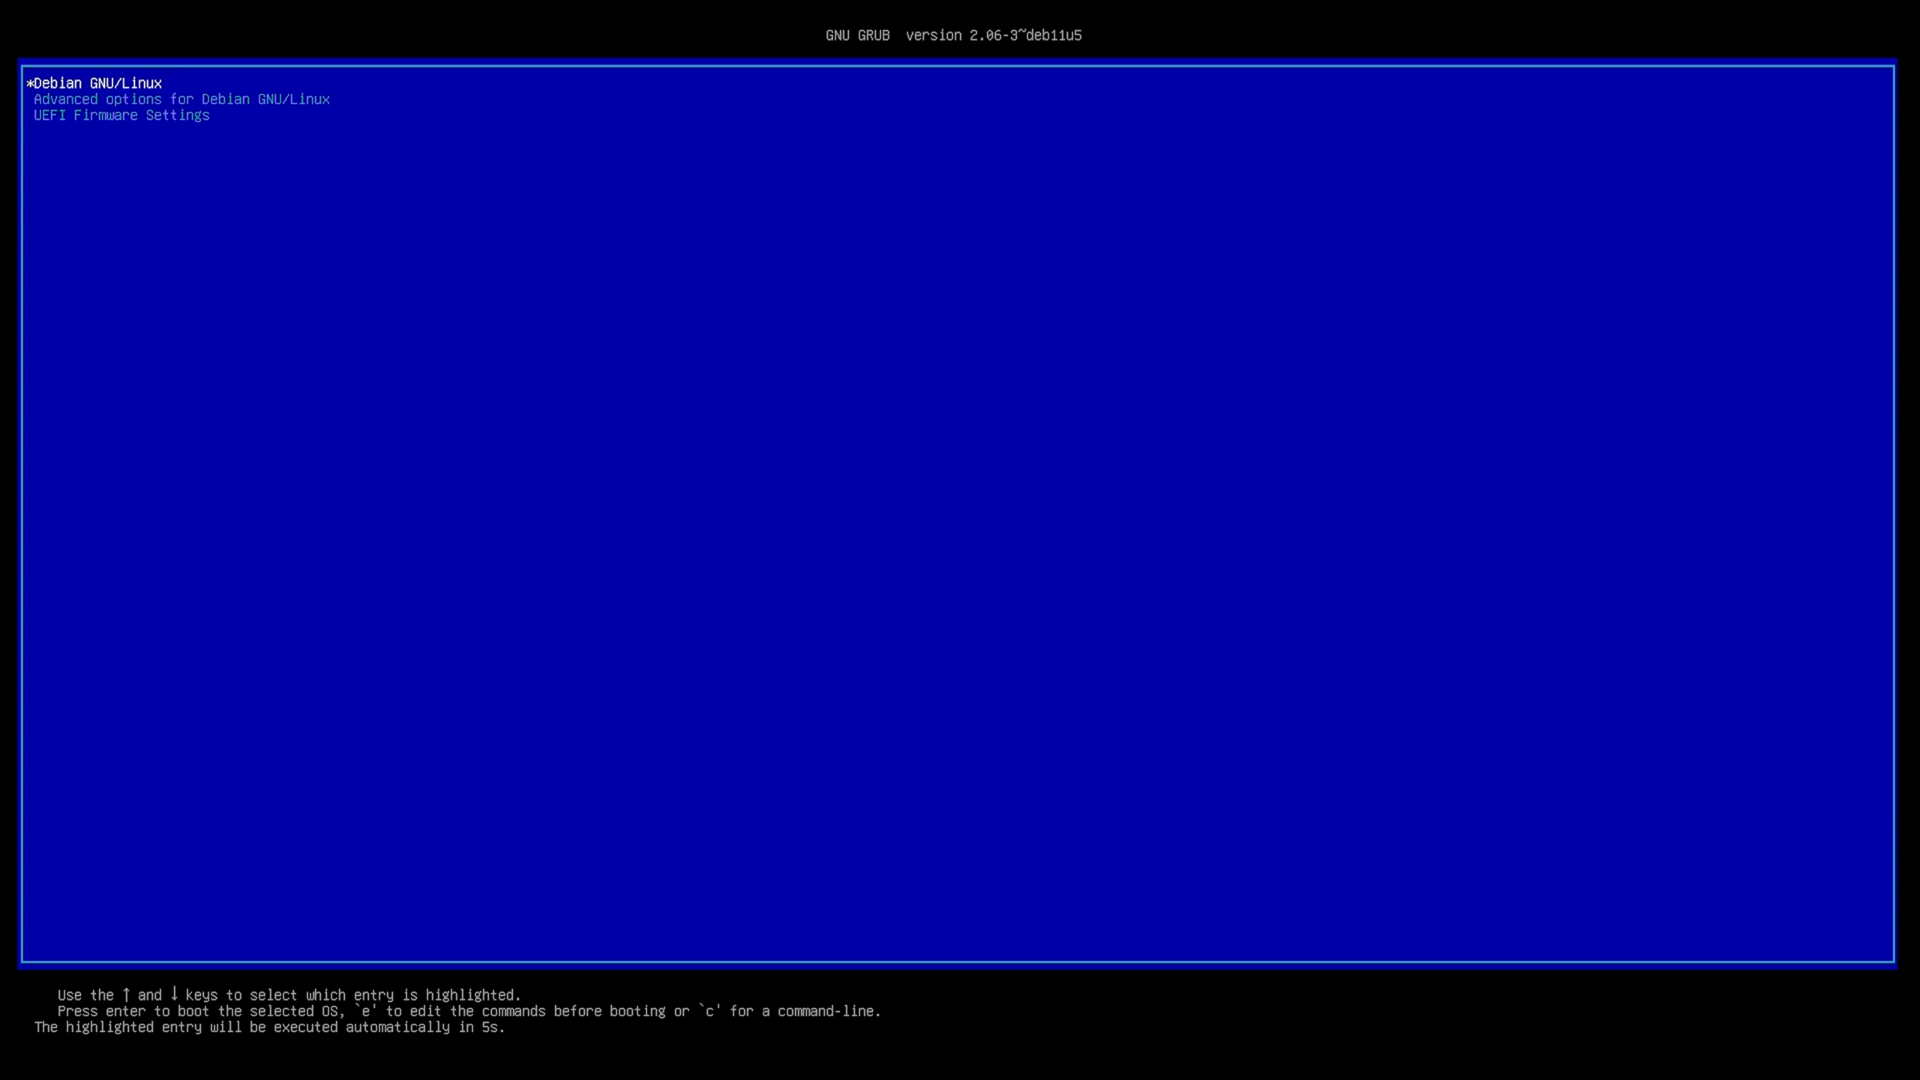 GNU GRUB  version 2.06-3~deb11u5
*Debian GNU/Linux
Advanced options for Debian GNU/Linux
UEFI Firmware Settings
Use the ↑ and ↓ keys to select which entry is highlighted.
Press enter to boot the selected OS, `e' to edit the commands before booting or `c' for a command-line.
The highlighted entry will be executed automatically in 5s.